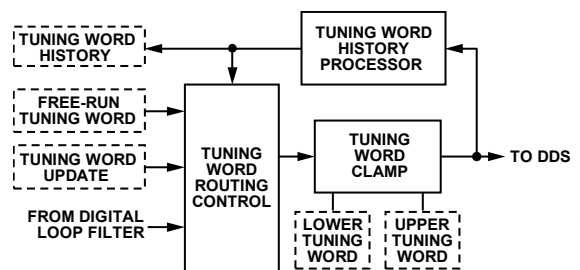 TUNING WORD
HISTORY
TUNING WORD
HISTORY
PROCESSOR
FREE-RUN
TUNING WORD
TUNING WORD
UPDATE
FROM DIGITAL
LOOP FILTER
TUNING
WORD
ROUTING
CONTROL
TUNING
WORD
CLAMP
TO DDS
LOWER
TUNING
WORD
UPPER
TUNING
WORD